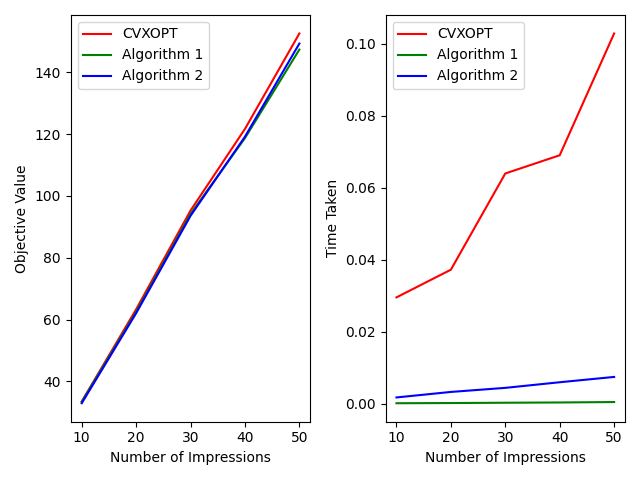 CVXOPT
Algorithm 1
Algorithm 2
Objective Value
140
120
100
80
60
40
10 20 30 40 50
Number of Impressions
CVXOPT
Algorithm 1
Algorithm 2
Time Taken
0.10
0.08
0.06
0.04
0.02
0.00
10 20 30 40 50
Number of Impressions